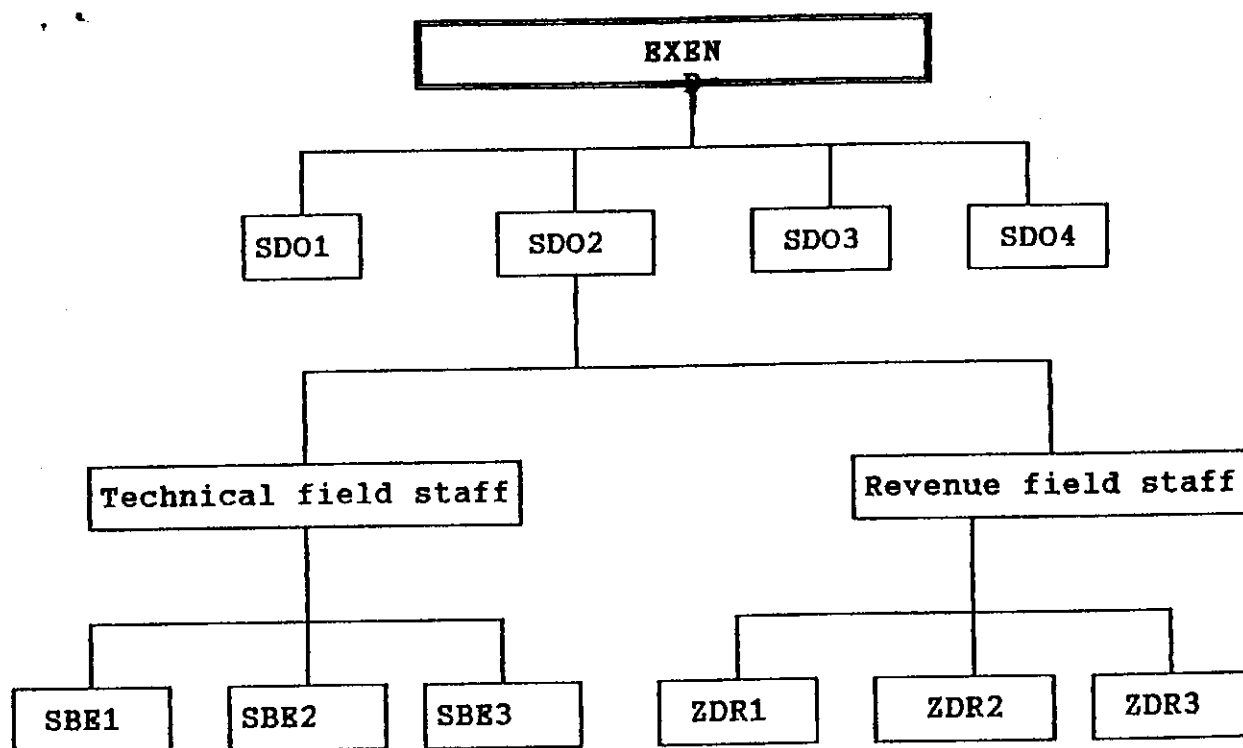 EXEN
D
SDO1 SDO2 SDO3 SDO4
Technical field staff Revenue field staff
SBE1 SBE2 SBE3 ZDR1 ZDR2 ZDR3